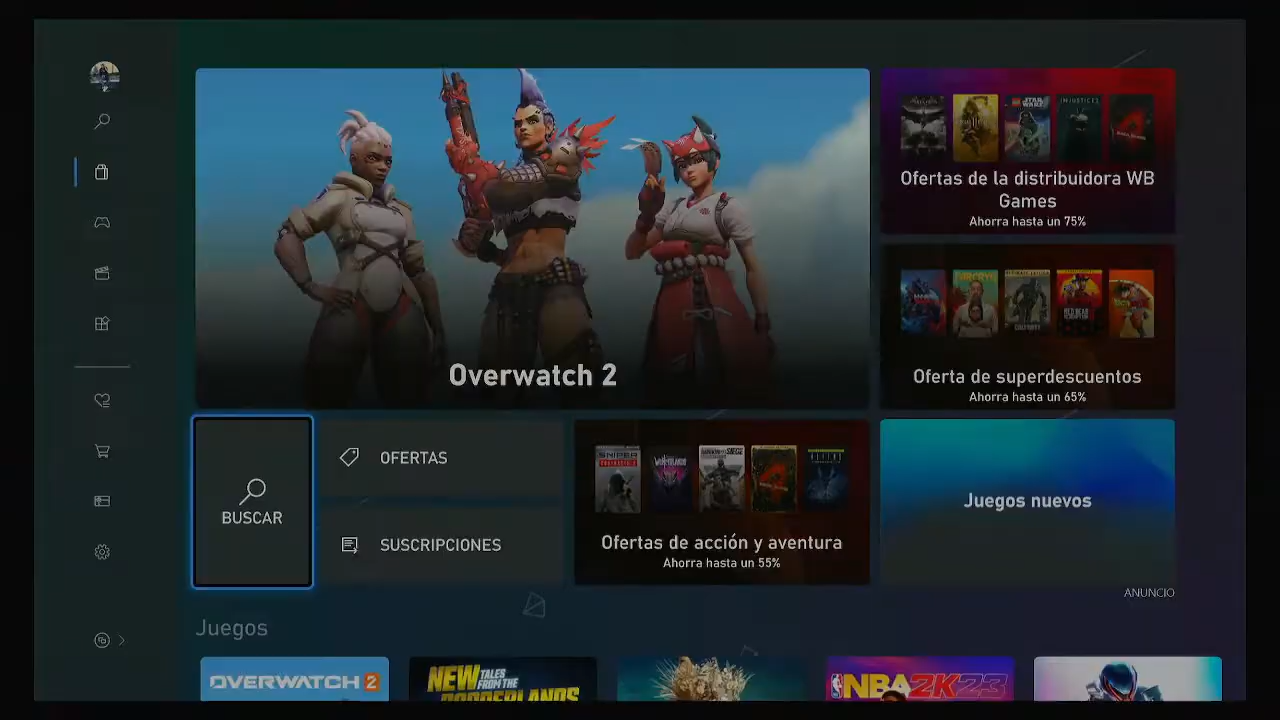 Overwatch 2
Ofertas de la distribuidora WB
Games
Ahorra hasta un 75%
Oferta de superdescuentos
Ahorra hasta un 65%
BUSCAR
OFERTAS
SUSCRIPCIONES
Ofertas de acción y aventura
Ahorra hasta un 55%
Juegos nuevos
ANUNCIO
Juegos
OVERWATCH 2
NEW TALES
FROM THE
BORDERLANDS
NBA 2K23